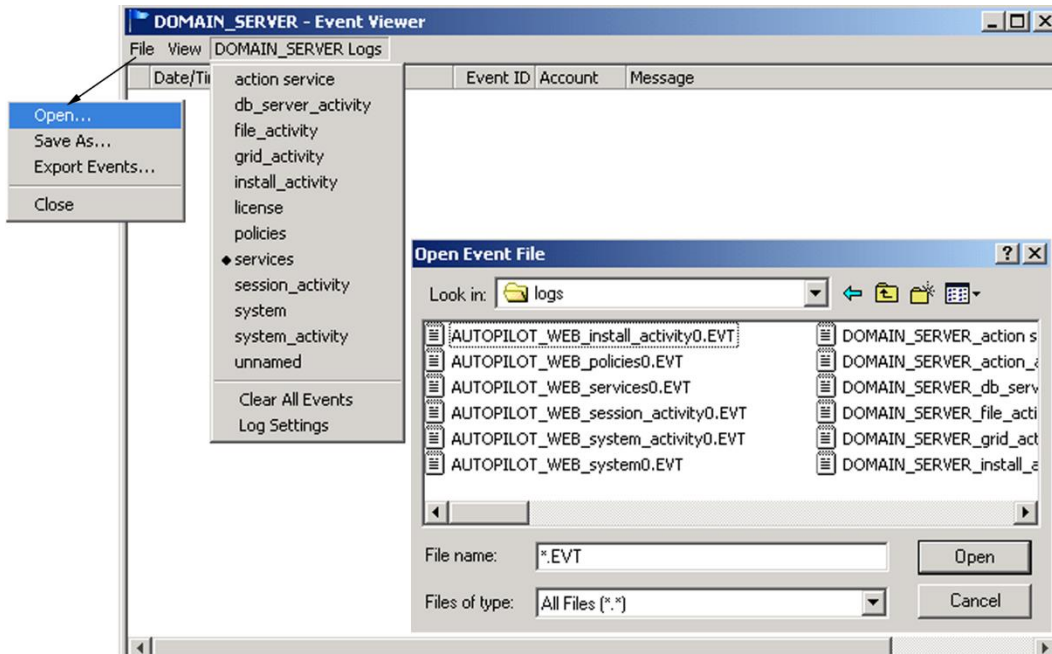 DOMAIN_SERVER - Event Viewer
File View DOMAIN_SERVER Logs
Event ID Account Message
Open...
Save As...
Export Events...
Close
action service
db_server_activity
file_activity
grid_activity
install_activity
license
policies
services
session_activity
system
system_activity
unnamed
Clear All Events
Log Settings
Open Event File
Look in: logs
AUTOPILOT_WEB_install_activity0.EVT
AUTOPILOT_WEB_policies0.EVT
AUTOPILOT_WEB_services0.EVT
AUTOPILOT_WEB_session_activity0.EVT
AUTOPILOT_WEB_system_activity0.EVT
AUTOPILOT_WEB_system0.EVT
DOMAIN_SERVER_action s
DOMAIN_SERVER_action_a
DOMAIN_SERVER_db_serv
DOMAIN_SERVER_file_acti
DOMAIN_SERVER_grid_act
DOMAIN_SERVER_install_a
File name: *.EVT
Open
Files of type: All Files (*.*)
Cancel